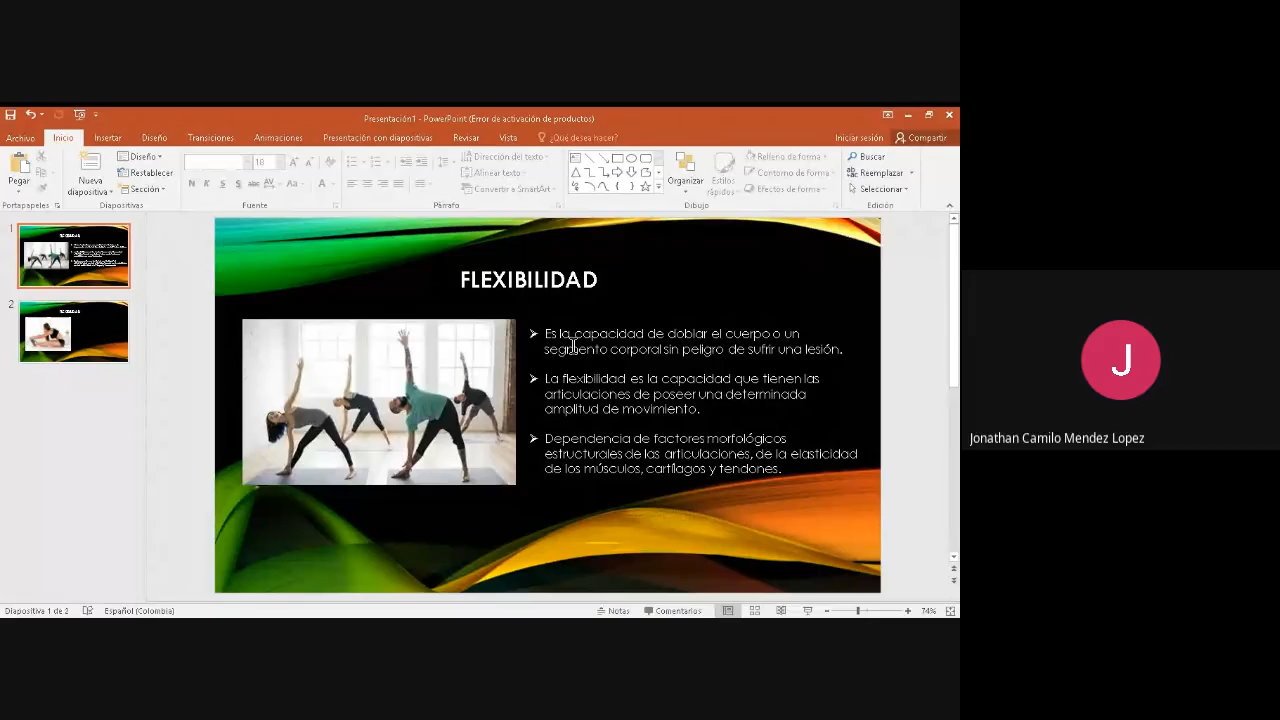 Presentación1 - PowerPoint (Error de activación de productos)
Archivo Inicio Insertar Diseño Transiciones Animaciones Presentación con diapositivas Revisar Vista ¿Qué desea hacer? Iniciar sesión Compartir
Pegar
Nueva diapositiva
Diseño
Restablecer
Sección
10
N K S S abc AV Aa A
Dirección del texto
Alinear texto
Convertir a SmartArt
Organizar
Estilos rápidos
Relleno de forma
Contorno de forma
Efectos de forma
Buscar
Reemplazar
Seleccionar
Portapapeles Diapositivas Fuente Párrafo Dibujo Edición
1
2
FLEXIBILIDAD
Es la capacidad de doblar el cuerpo o un
segmento corporal sin peligro de sufrir una lesión.
La flexibilidad es la capacidad que tienen las
articulaciones de poseer una determinada
amplitud de movimiento.
Dependencia de factores morfológicos
estructurales de las articulaciones, de la elasticidad
de los músculos, cartílagos y tendones.
J
Jonathan Camilo Mendez Lopez
Diapositiva 1 de 2 Español (Colombia) Notas Comentarios 74%